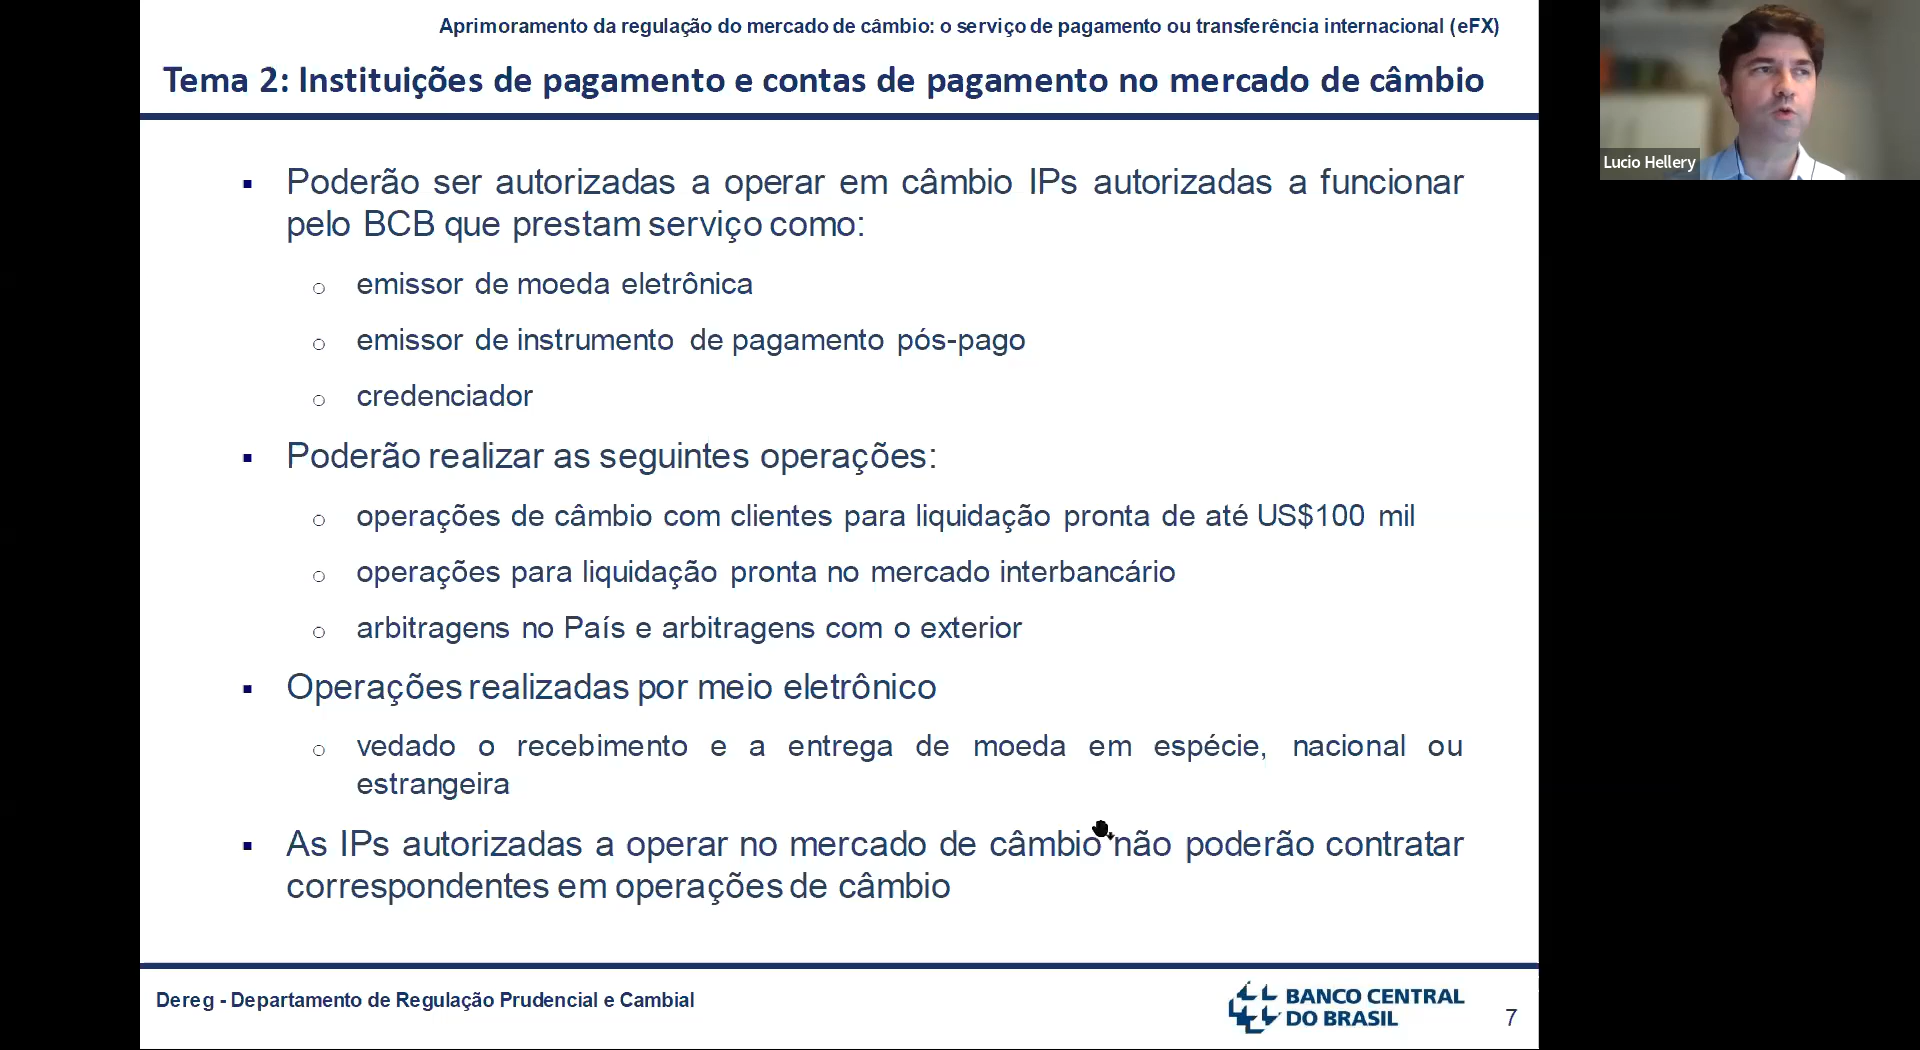 Aprimoramento da regulação do mercado de câmbio: o serviço de pagamento ou transferência internacional (eFX)
Tema 2: Instituições de pagamento e contas de pagamento no mercado de câmbio
Lucio Hellery
▪ Poderão ser autorizadas a operar em câmbio IPs autorizadas a funcionar
pelo BCB que prestam serviço como:
○ emissor de moeda eletrônica
○ emissor de instrumento de pagamento pós-pago
○ credenciador
▪ Poderão realizar as seguintes operações:
○ operações de câmbio com clientes para liquidação pronta de até US$100 mil
○ operações para liquidação pronta no mercado interbancário
○ arbitragens no País e arbitragens com o exterior
▪ Operações realizadas por meio eletrônico
○ vedado o recebimento e a entrega de moeda em espécie, nacional ou
estrangeira
▪ As IPs autorizadas a operar no mercado de câmbio não poderão contratar
correspondentes em operações de câmbio
Dereg - Departamento de Regulação Prudencial e Cambial
BANCO CENTRAL
DO BRASIL
7